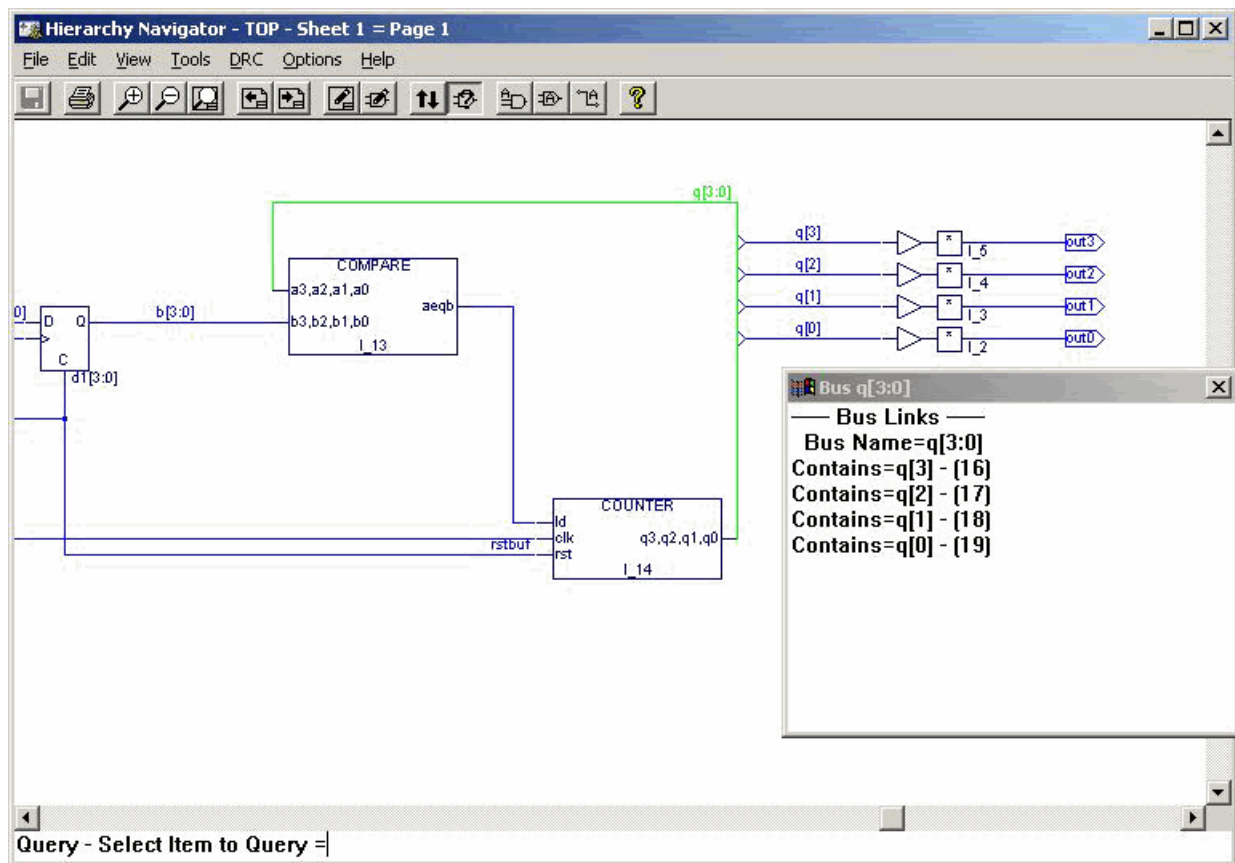 Hierarchy Navigator - TOP - Sheet 1 = Page 1
File Edit View Tools DRC Options Help
q[3:0]
q[3]
I_5
out3
q[2]
I_4
out2
q[1]
I_3
out1
q[0]
I_2
out0
COMPARE
a3,a2,a1,a0
aeqb
b3,b2,b1,b0
I_13
0]
D Q
C
d1[3:0]
b[3:0]
COUNTER
ld
clk
rst
q3,q2,q1,q0
I_14
rstbuf
Bus q[3:0]
Bus Links
Bus Name=q[3:0]
Contains=q[3] - (16)
Contains=q[2] - (17)
Contains=q[1] - (18)
Contains=q[0] - (19)
Query - Select Item to Query =